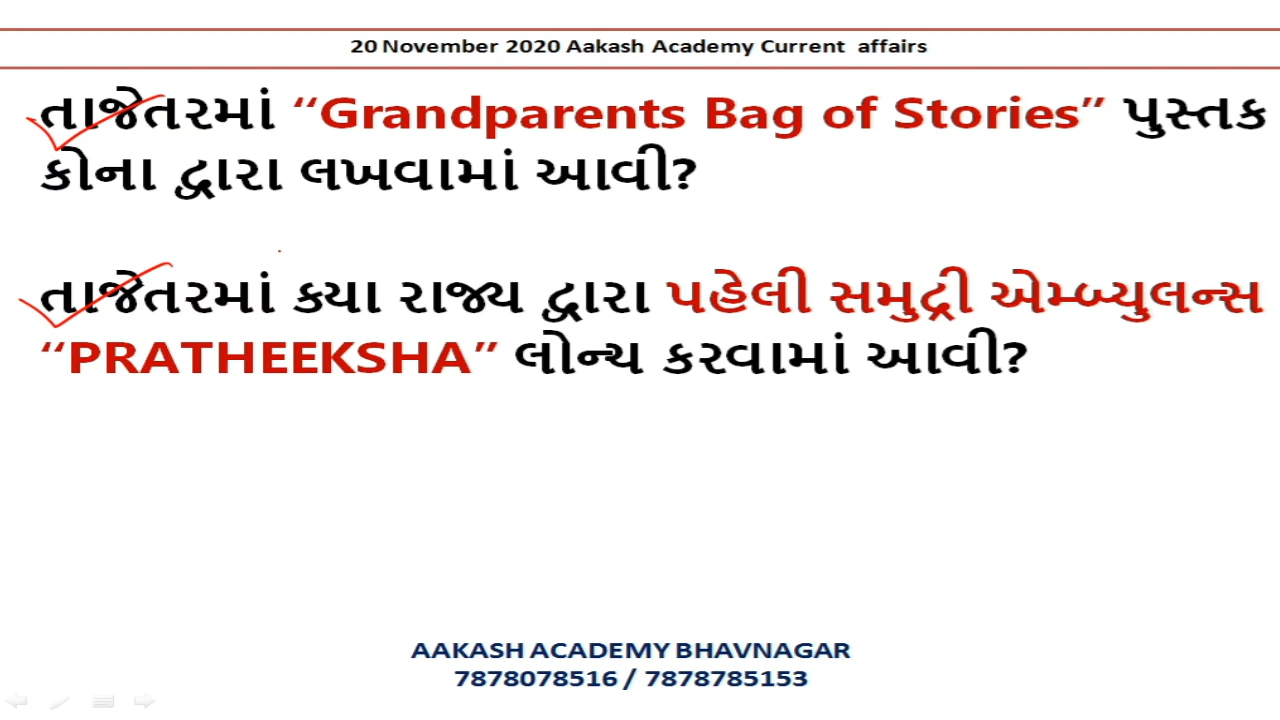 20 November 2020 Aakash Academy Current affairs
તાજેતરમાં “Grandparents Bag of Stories” પુસ્તક
કોના દ્વારા લખવામાં આવી?
તાજેતરમાં ક્યા રાજ્ય દ્વારા પહેલી સમુદ્રી એમ્બ્યુલન્સ
“PRATHEEKSHA” લોન્ચ કરવામાં આવી?
AAKASH ACADEMY BHAVNAGAR
7878078516 / 7878785153